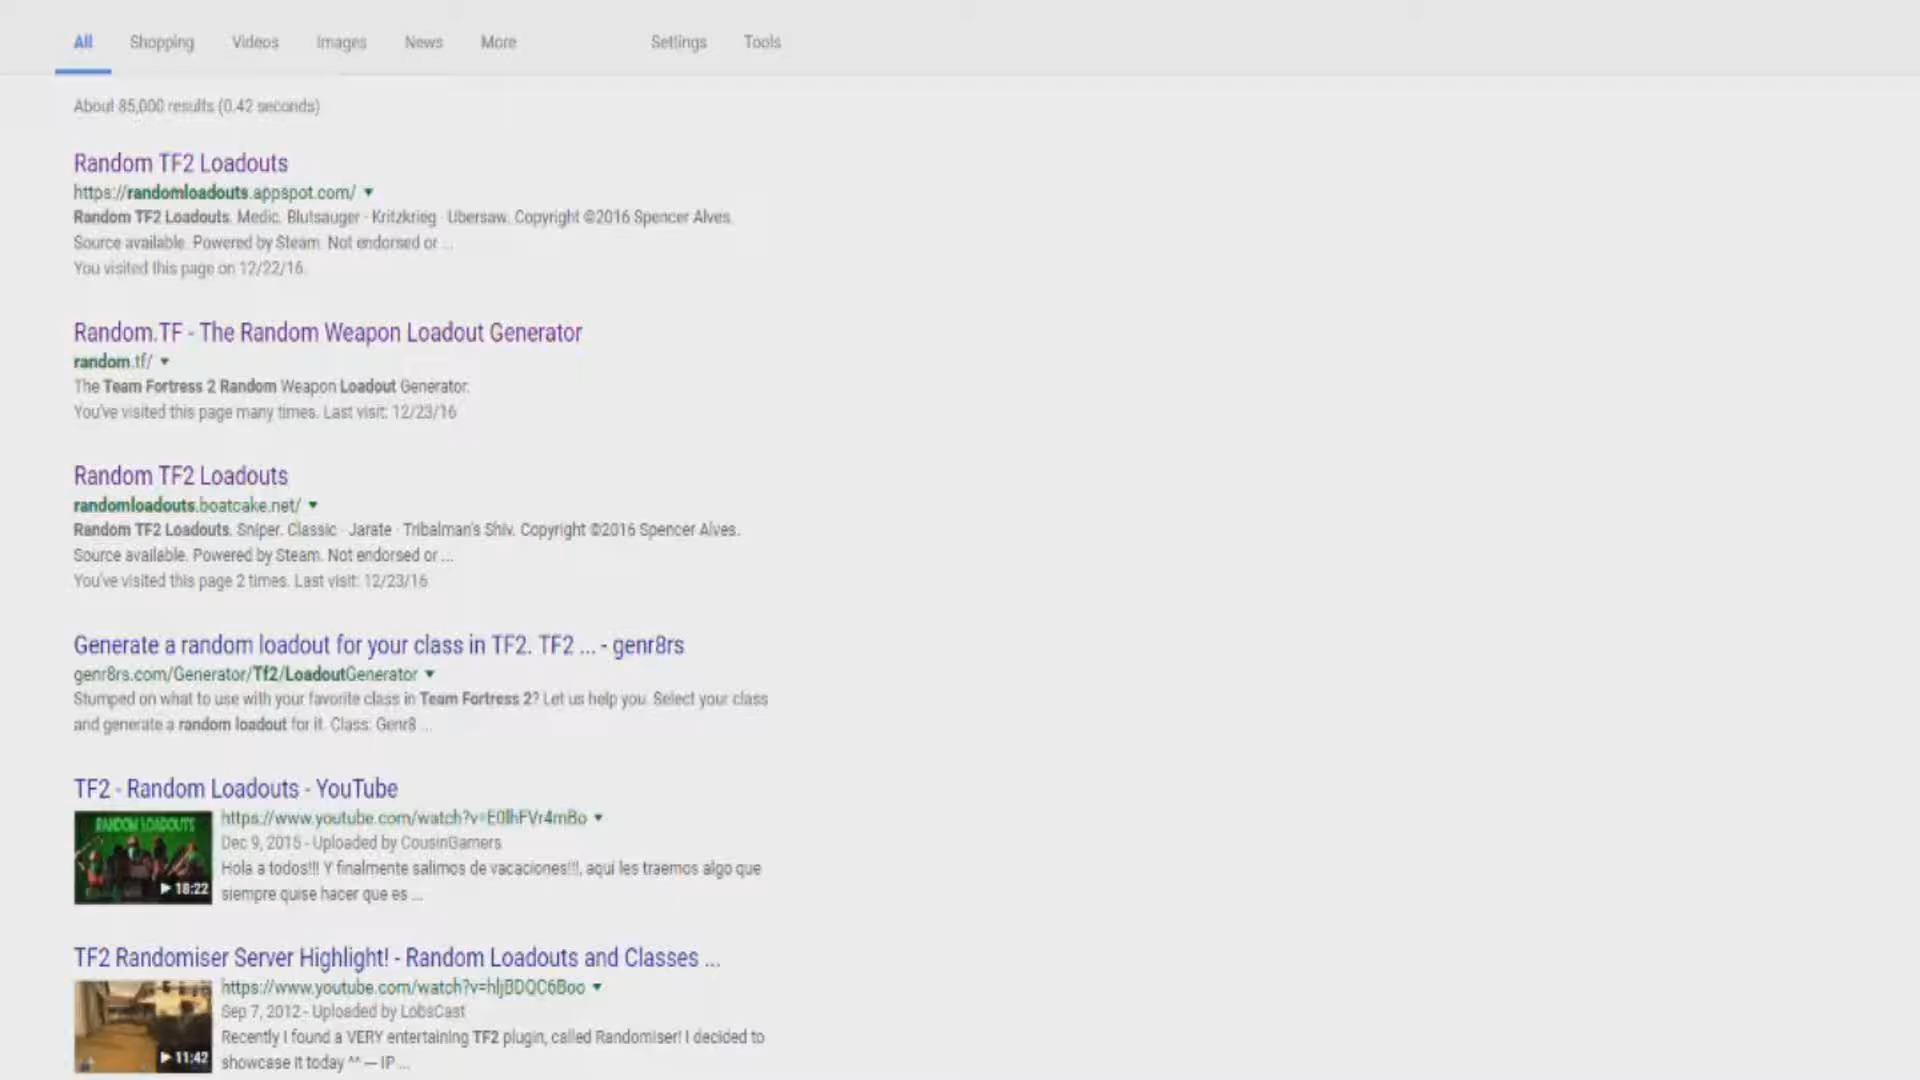 All Shopping Videos Images News More Settings Tools
About 85,000 results (0.42 seconds)
Random TF2 Loadouts
https://randomloadouts.appspot.com/
Random TF2 Loadouts. Medic. Blutsauger · Kritzkrieg · Ubersaw. Copyright ©2016 Spencer Alves.
Source available. Powered by Steam. Not endorsed or ...
You visited this page on 12/22/16.
Random.TF - The Random Weapon Loadout Generator
random.tf/
The Team Fortress 2 Random Weapon Loadout Generator.
You've visited this page many times. Last visit: 12/23/16
Random TF2 Loadouts
randomloadouts.boatcake.net/
Random TF2 Loadouts. Sniper. Classic · Jarate · Tribalman's Shiv. Copyright ©2016 Spencer Alves.
Source available. Powered by Steam. Not endorsed or ...
You've visited this page 2 times. Last visit: 12/23/16
Generate a random loadout for your class in TF2. TF2 ... - genr8rs
genr8rs.com/Generator/Tf2/LoadoutGenerator
Stumped on what to use with your favorite class in Team Fortress 2? Let us help you. Select your class
and generate a random loadout for it. Class: Genr8 ...
TF2 - Random Loadouts - YouTube
RANDOM LOADOUTS
https://www.youtube.com/watch?v=E0lhFVr4mBo
Dec 9, 2015 - Uploaded by CousinGamers
Hola a todos!!! Y finalmente salimos de vacaciones!!!, aqui les traemos algo que
18:22
siempre quise hacer que es ...
TF2 Randomiser Server Highlight! - Random Loadouts and Classes ...
https://www.youtube.com/watch?v=hljBDQC6Boo
Sep 7, 2012 - Uploaded by LobsCast
Recently I found a VERY entertaining TF2 plugin, called Randomiser! I decided to
11:42
showcase it today ^^ — IP ...